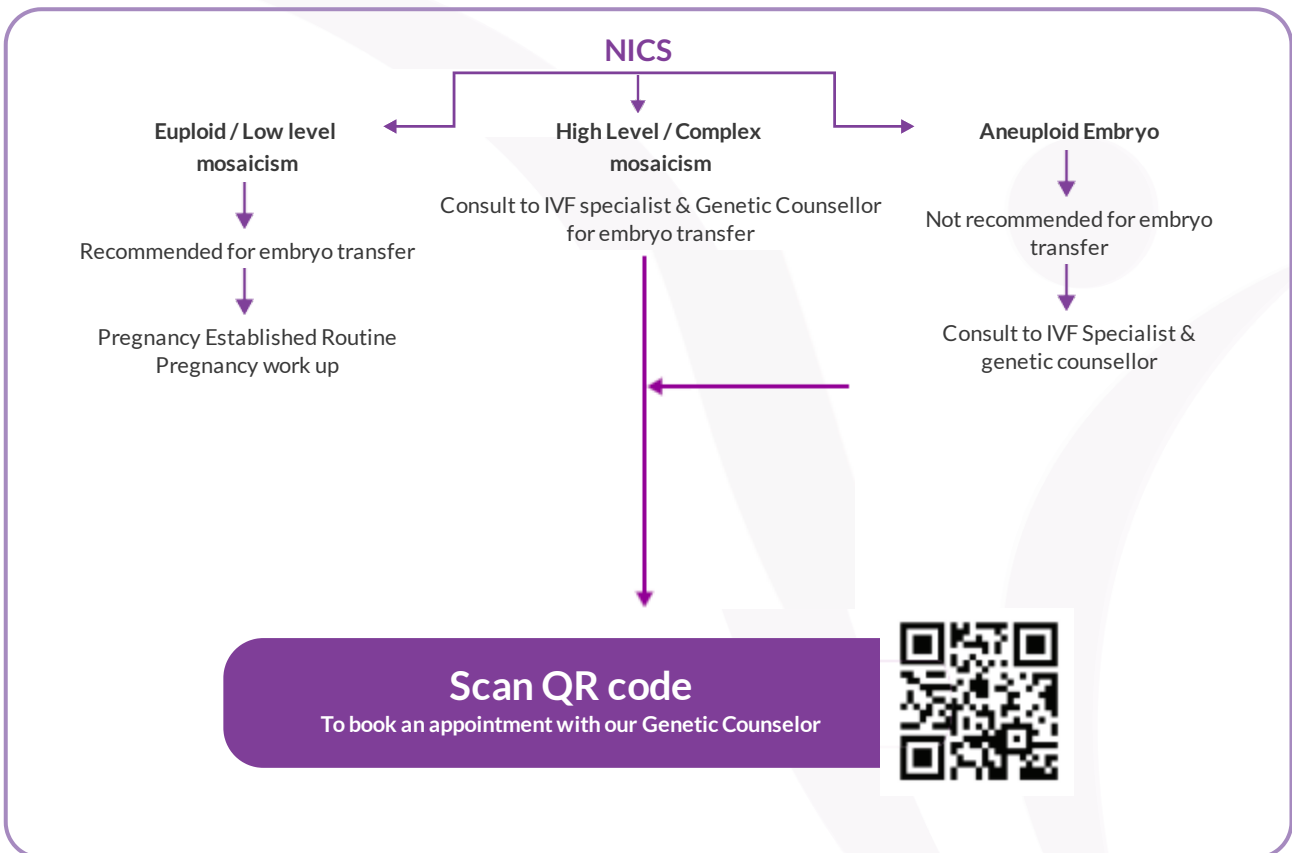 NICS
Euploid / Low level
mosaicism
Recommended for embryo transfer
Pregnancy Established Routine
Pregnancy work up
High Level / Complex
mosaicism
Consult to IVF specialist & Genetic Counsellor
for embryo transfer
Aneuploid Embryo
Not recommended for embryo
transfer
Consult to IVF Specialist &
genetic counsellor
Scan QR code
To book an appointment with our Genetic Counselor